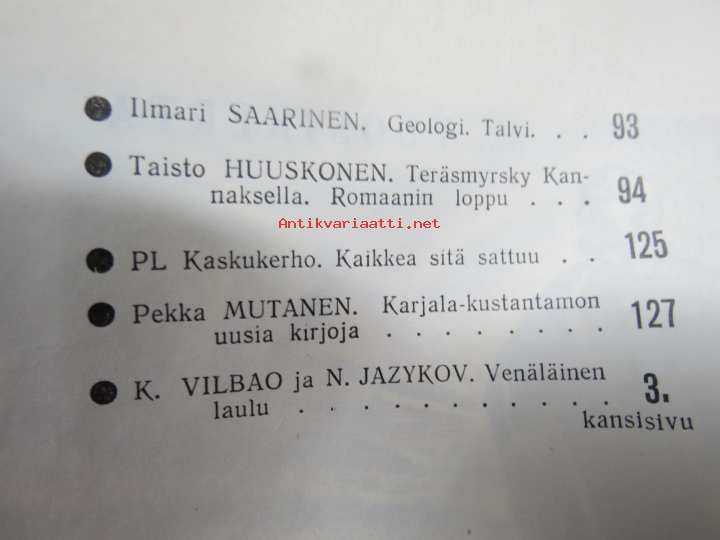 Ilmari SAARINEN. Geologi. Talvi. . . 93
Taisto HUUSKONEN. Teräsmyrsky Kan-
naksella. Romaanin loppu . . . 94
Antikvariaatti.net
PL Kaskukerho. Kaikkea sitä sattuu . . 125
Pekka MUTANEN. Karjala-kustantamon
uusia kirjoja . . . . . . . . 127
K. VILBAO ja N. JAZYKOV. Venäläinen
laulu . . . . . . . . . . . 3.
kansisivu